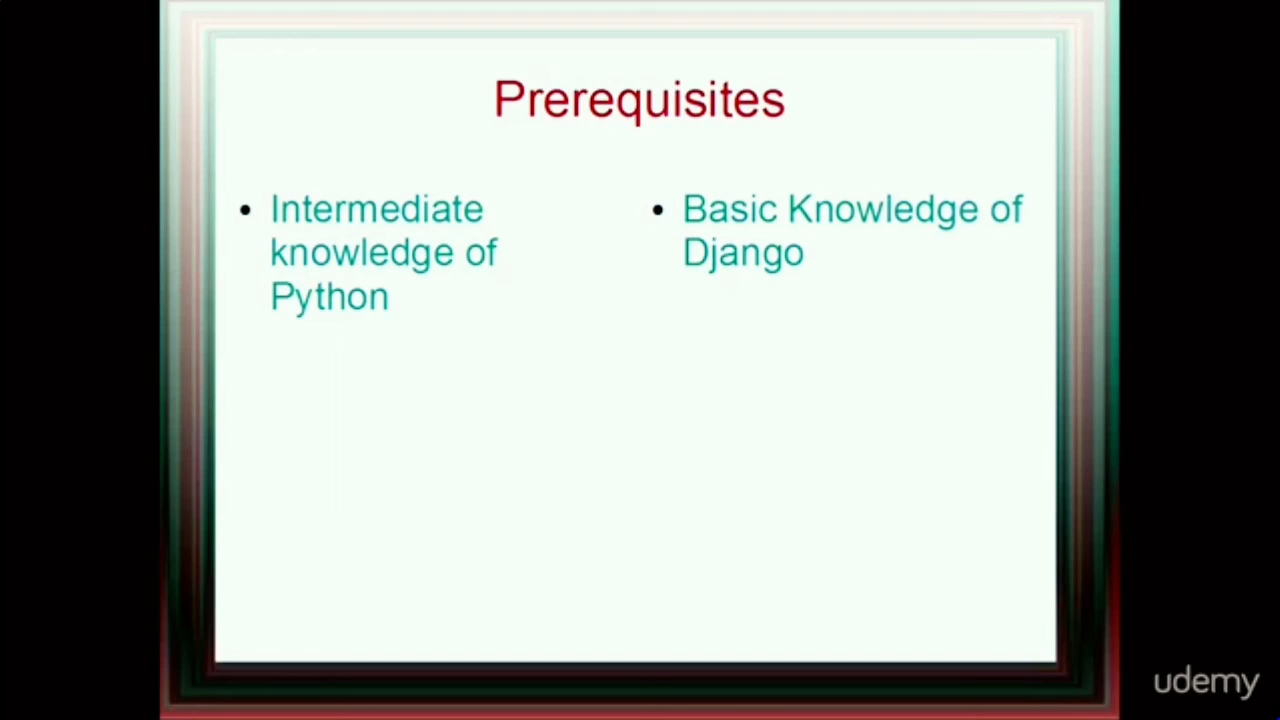 Prerequisites
• Intermediate
knowledge of
Python
• Basic Knowledge of
Django
udemy